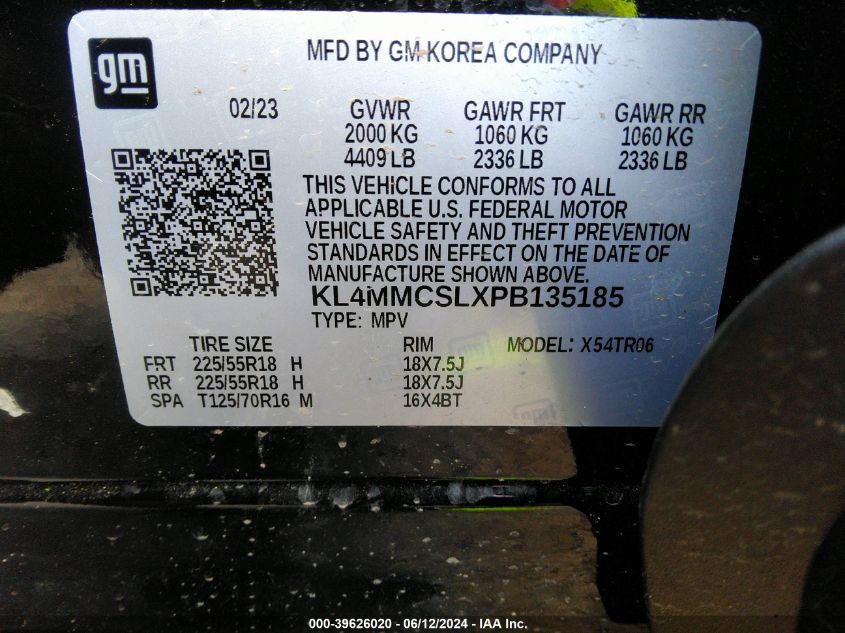 gm
MFD BY GM KOREA COMPANY
02/23 GVWR GAWR FRT GAWR RR
2000 KG 1060 KG 1060 KG
4409 LB 2336 LB 2336 LB
THIS VEHICLE CONFORMS TO ALL
APPLICABLE U.S. FEDERAL MOTOR
VEHICLE SAFETY AND THEFT PREVENTION
STANDARDS IN EFFECT ON THE DATE OF
MANUFACTURE SHOWN ABOVE.
KL4MMCSLXPB135185
TYPE: MPV
TIRE SIZE RIM MODEL: X54TR06
FRT 225/55R18 H 18X7.5J
RR 225/55R18 H 18X7.5J
SPA T125/70R16 M 16X4BT
gm
000-39626020 - 06/12/2024 - IAA Inc.